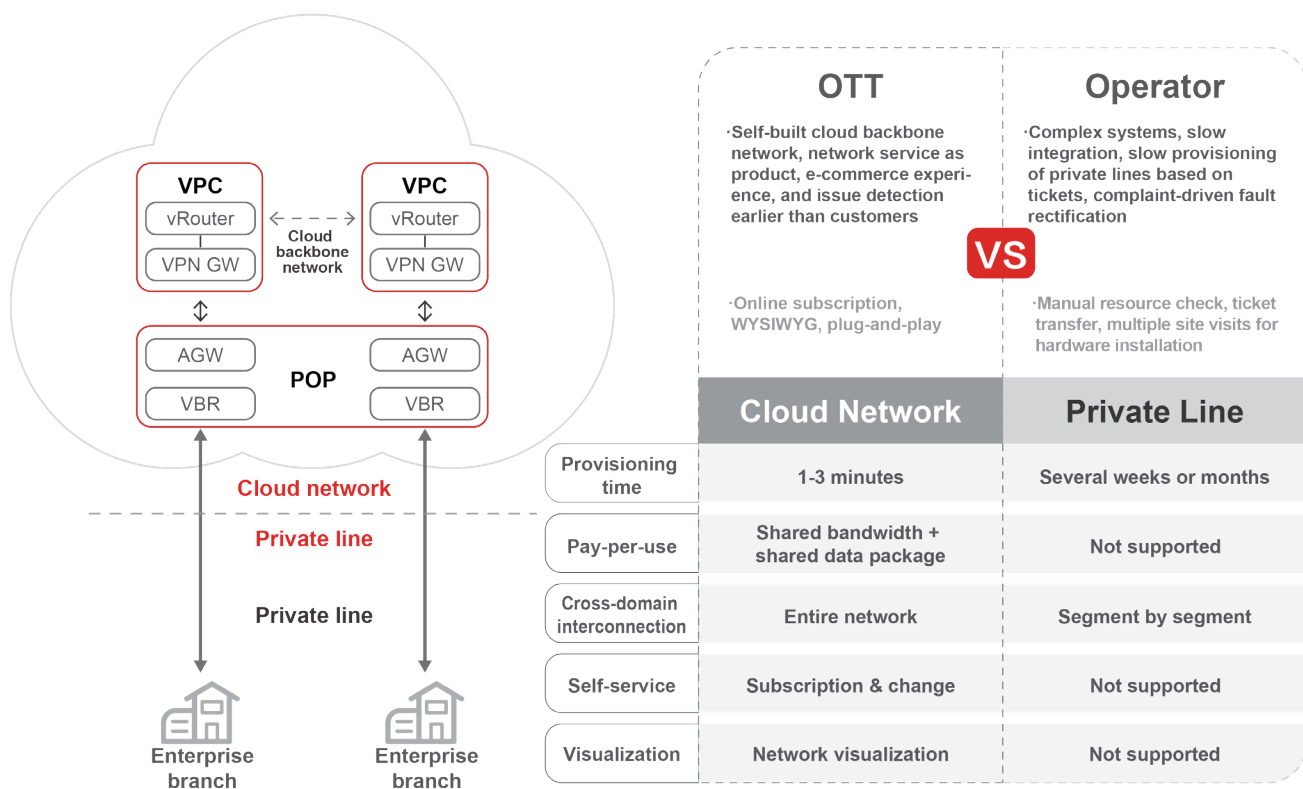 VPC
vRouter
VPN GW
Cloud
backbone
network
VPC
vRouter
VPN GW
AGW
VBR
POP
AGW
VBR
Cloud network
Private line
Private line
Enterprise
branch
Enterprise
branch
OTT
·Self-built cloud backbone
network, network service as
product, e-commerce experi-
ence, and issue detection
earlier than customers
·Online subscription,
WYSIWYG, plug-and-play
VS
Operator
·Complex systems, slow
integration, slow provisioning
of private lines based on
tickets, complaint-driven fault
rectification
·Manual resource check, ticket
transfer, multiple site visits for
hardware installation
Cloud Network
Private Line
Provisioning
time
1-3 minutes
Several weeks or months
Pay-per-use
Shared bandwidth +
shared data package
Not supported
Cross-domain
interconnection
Entire network
Segment by segment
Self-service
Subscription & change
Not supported
Visualization
Network visualization
Not supported